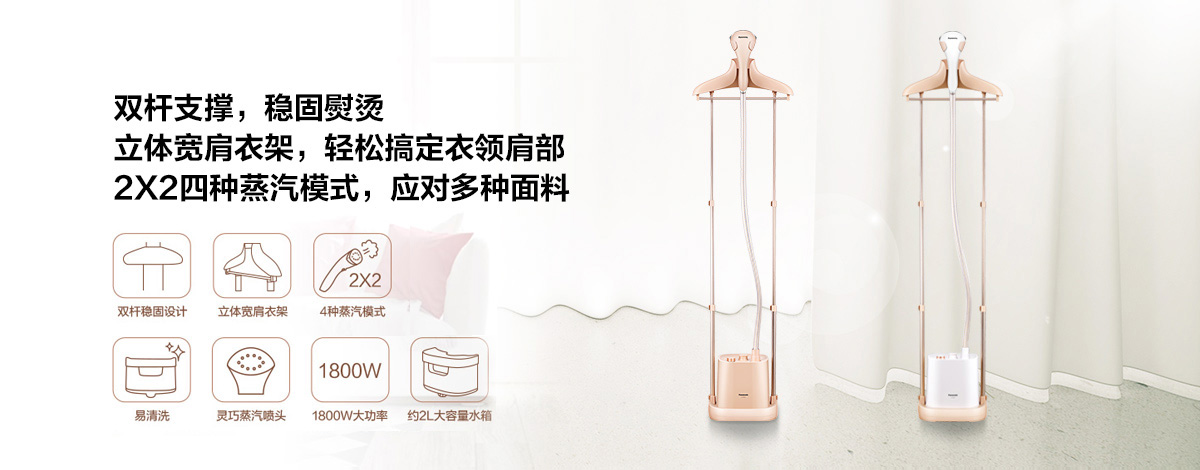 双杆支撑，稳固熨烫
立体宽肩衣架，轻松搞定衣领肩部
2X2四种蒸汽模式，应对多种面料
2X2
双杆稳固设计
立体宽肩衣架
4种蒸汽模式
1800W
易清洗
灵巧蒸汽喷头
1800W大功率
约2L大容量水箱